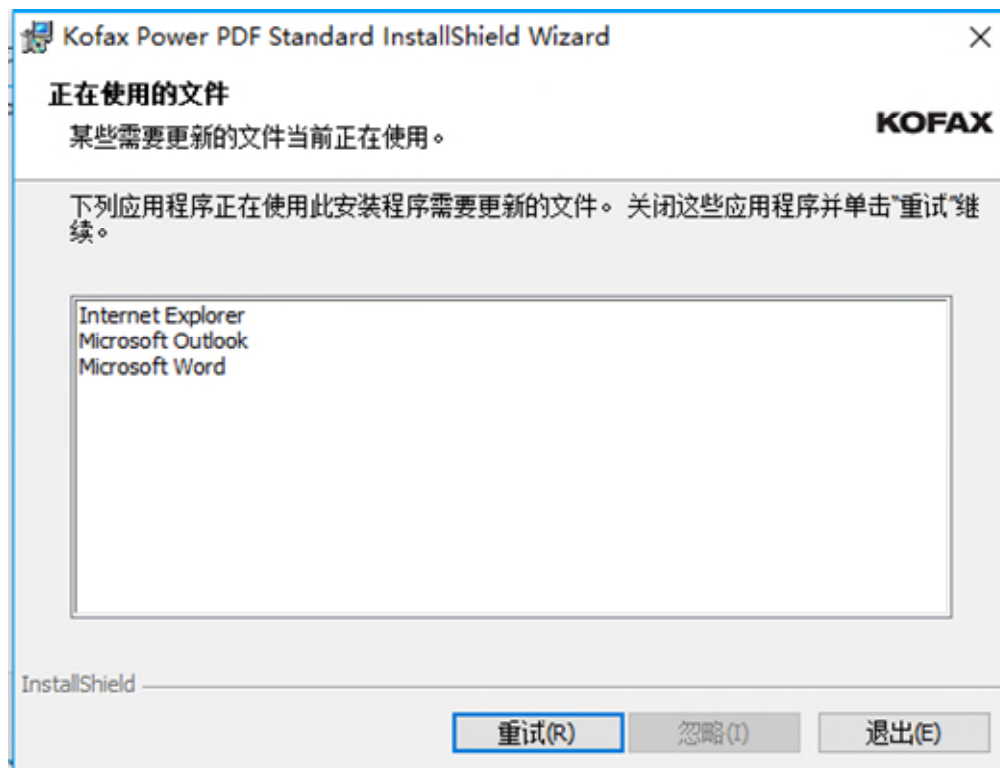 Kofax Power PDF Standard InstallShield Wizard
正在使用的文件
某些需要更新的文件当前正在使用。
KOFAX
下列应用程序正在使用此安装程序需要更新的文件。 关闭这些应用程序并单击"重试"继
续。
Internet Explorer
Microsoft Outlook
Microsoft Word
InstallShield
重试(R)
忽略(I)
退出(E)